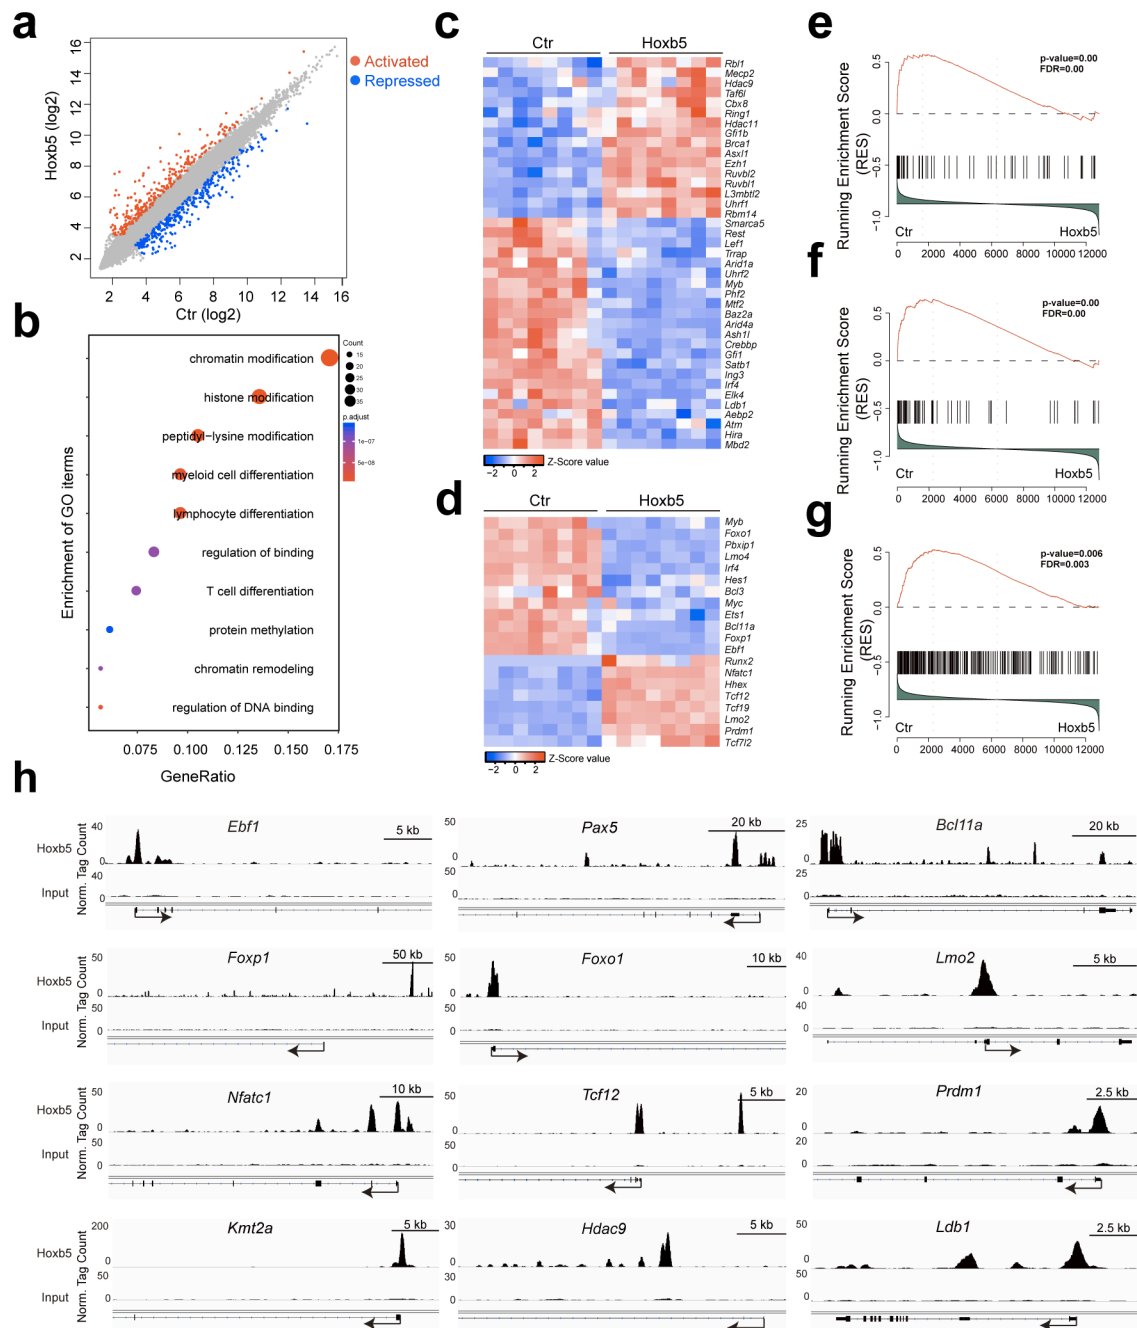 a
Hoxb5 (log2)
16
14
12
10
8
6
4
2
2
4
6
8
10
12
14
16
Ctr (log2)
Activated
Repressed
b
Enrichment of GO items
chromatin modification
histone modification
peptidyl−lysine modification
myeloid cell differentiation
lymphocyte differentiation
regulation of binding
T cell differentiation
protein methylation
chromatin remodeling
regulation of DNA binding
0.075
0.100
0.125
0.150
0.175
GeneRatio
Count
15
20
25
30
35
p.adjust
1e−07
5e−08
c
Ctr
Hoxb5
Rbl1
Mecp2
Hdac9
Taf6l
Cbx8
Ring1
Hdac11
Gfi1b
Brca1
Asxl1
Ezh1
Ruvbl2
Ruvbl1
L3mbtl2
Uhrf1
Rbm14
Smarca5
Rest
Lef1
Trrap
Arid1a
Uhrf2
Myb
Phf2
Mtf2
Baz2a
Arid4a
Ash1l
Crebbp
Gfi1
Satb1
Ing3
Irf4
Elk4
Ldb1
Aebp2
Atm
Hira
Mbd2
−2 0 2
Z-Score value
d
Ctr
Hoxb5
Myb
Foxo1
Pbxip1
Lmo4
Irf4
Hes1
Bcl3
Myc
Ets1
Bcl11a
Foxp1
Ebf1
Runx2
Nfatc1
Hhex
Tcf12
Tcf19
Lmo2
Prdm1
Tcf7l2
−2 0 2
Z-Score value
e
Running Enrichment Score
(RES)
0.5
0.0
−0.5
−1.0
p-value=0.00
FDR=0.00
Ctr
Hoxb5
0 2000 4000 6000 8000 10000 12000
f
Running Enrichment Score
(RES)
0.5
0.0
−0.5
−1.0
p-value=0.00
FDR=0.00
Ctr
Hoxb5
0 2000 4000 6000 8000 10000 12000
g
Running Enrichment Score
(RES)
0.5
0.0
−0.5
−1.0
p-value=0.006
FDR=0.003
Ctr
Hoxb5
0 2000 4000 6000 8000 10000 12000
h
Hoxb5
Input
Norm. Tag Count
40
0
40
0
Ebf1
5 kb
50
0
50
0
Pax5
20 kb
25
0
25
0
Bcl11a
20 kb
Hoxb5
Input
Norm. Tag Count
50
0
50
0
Foxp1
50 kb
50
0
50
0
Foxo1
10 kb
40
0
40
0
Lmo2
5 kb
Hoxb5
Input
Norm. Tag Count
50
0
50
0
Nfatc1
10 kb
50
0
50
0
Tcf12
5 kb
20
0
20
0
Prdm1
2.5 kb
Hoxb5
Input
Norm. Tag Count
200
0
50
0
Kmt2a
5 kb
30
0
30
0
Hdac9
5 kb
50
0
50
0
Ldb1
2.5 kb